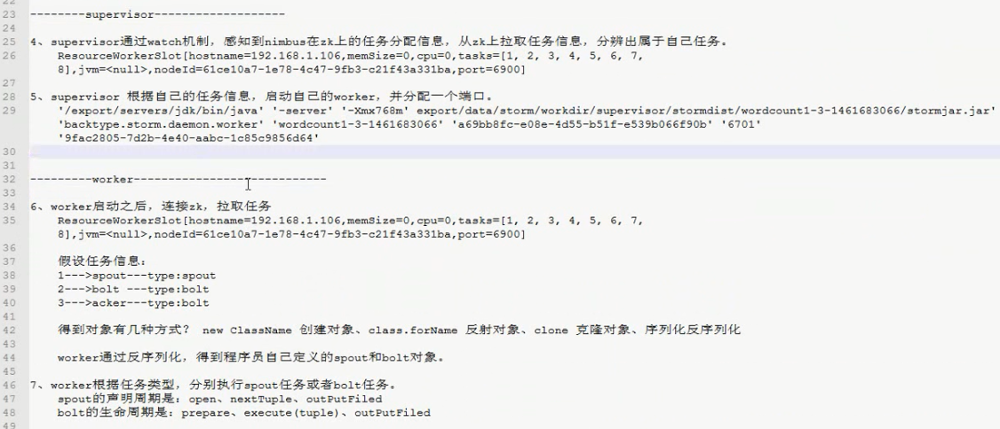 23 --------supervisor-------------------
24
25 4、supervisor通过watch机制，感知到nimbus在zk上的任务分配信息，从zk上拉取任务信息，分辨出属于自己任务。
26 ResourceWorkerSlot[hostname=192.168.1.106,memSize=0,cpu=0,tasks=[1, 2, 3, 4, 5, 6, 7,
8],jvm=<null>,nodeId=61ce10a7-1e78-4c47-9fb3-c21f43a331ba,port=6900]
27
28 5、supervisor 根据自己的任务信息，启动自己的worker，并分配一个端口。
29 '/export/servers/jdk/bin/java' '-server' '-Xmx768m' export/data/storm/workdir/supervisor/stormdist/wordcount1-3-1461683066/stormjar.jar'
'backtype.storm.daemon.worker' 'wordcount1-3-1461683066' 'a69bb8fc-e08e-4d55-b51f-e539b066f90b' '6701'
'9fac2805-7d2b-4e40-aabc-1c85c9856d64'
30
31
32 ---------worker----------------------------
33
34 6、worker启动之后，连接zk，拉取任务
35 ResourceWorkerSlot[hostname=192.168.1.106,memSize=0,cpu=0,tasks=[1, 2, 3, 4, 5, 6, 7,
8],jvm=<null>,nodeId=61ce10a7-1e78-4c47-9fb3-c21f43a331ba,port=6900]
36
37 假设任务信息：
38 1--->spout---type:spout
39 2--->bolt ---type:bolt
40 3--->acker---type:bolt
41
42 得到对象有几种方式？ new ClassName 创建对象、class.forName 反射对象、clone 克隆对象、序列化反序列化
43
44 worker通过反序列化，得到程序员自己定义的spout和bolt对象。
45
46 7、worker根据任务类型，分别执行spout任务或者bolt任务。
47 spout的声明周期是：open、nextTuple、outPutFiled
48 bolt的生命周期是：prepare、execute(tuple)、outPutFiled
49